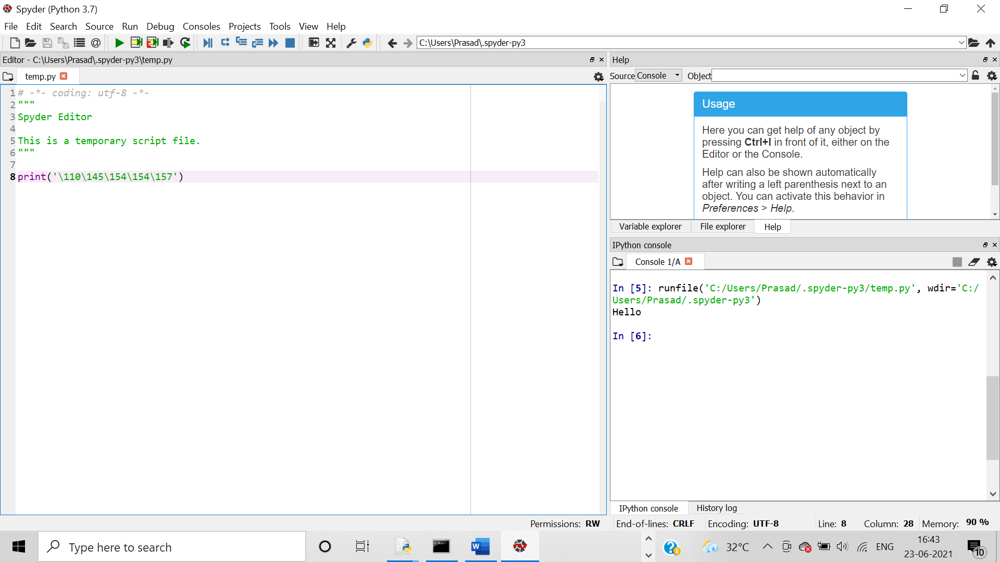 Spyder (Python 3.7)
File Edit Search Source Run Debug Consoles Projects Tools View Help
C:\Users\Prasad\.spyder-py3
Editor - C:\Users\Prasad\.spyder-py3\temp.py
temp.py
1 # -*- coding: utf-8 -*-
2 """
3 Spyder Editor
4
5 This is a temporary script file.
6 """
7
8 print('\110\145\154\154\157')
Help
Source Console Object
Usage
Here you can get help of any object by
pressing Ctrl+I in front of it, either on the
Editor or the Console.
Help can also be shown automatically
after writing a left parenthesis next to an
object. You can activate this behavior in
Preferences > Help.
Variable explorer File explorer Help
IPython console
Console 1/A
In [5]: runfile('C:/Users/Prasad/.spyder-py3/temp.py', wdir='C:/
Users/Prasad/.spyder-py3')
Hello
In [6]:
IPython console History log
Permissions: RW End-of-lines: CRLF Encoding: UTF-8 Line: 8 Column: 28 Memory: 90 %
Type here to search
32°C ENG
16:43
23-06-2021
10